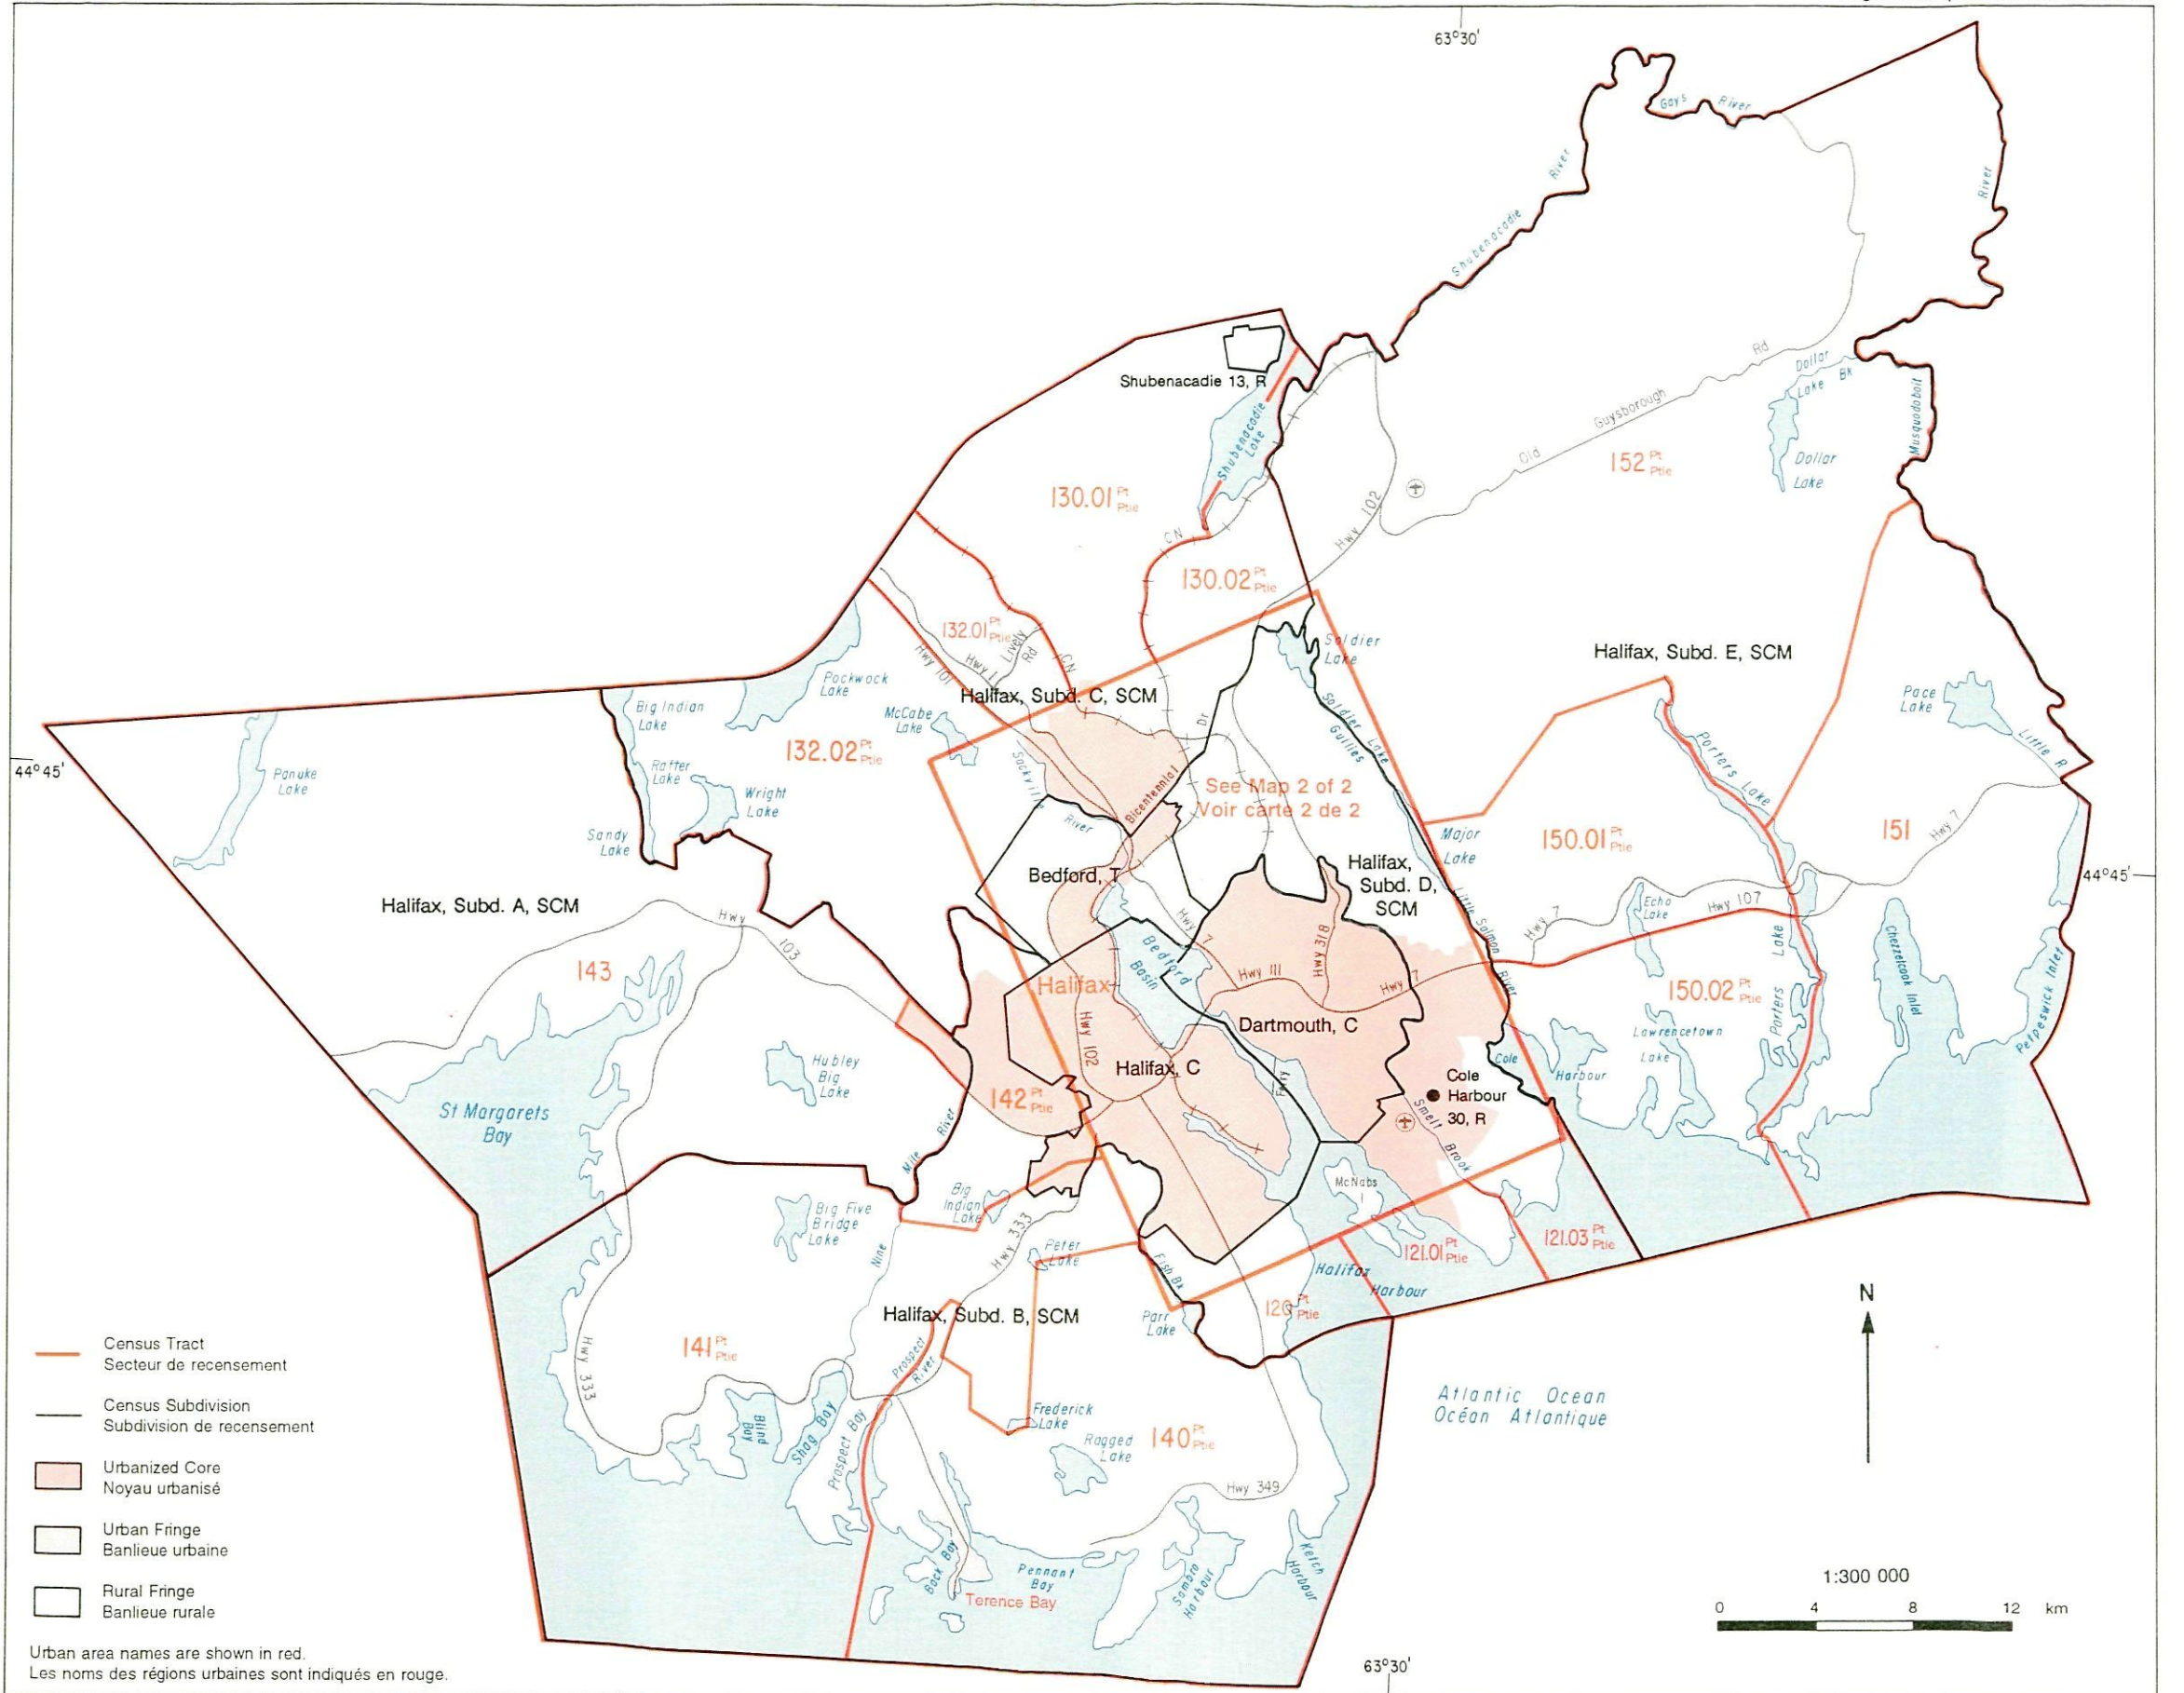 63°30'
Gays River
River
River
Shubenacadie
Shubenacadie 13, R
Shubenacadie
Lake
Rd
Old
Guysborough
Dollar
Lake Bk
Dollar
Lake
Musquodoboit
152 Pt
Ptie
130.01 Pt
Ptie
CN
Hwy 102
130.02 Pt
Ptie
132.01 Pt
Ptie
Lively
Rd
Hwy 1
Hwy 101
CN
Halifax, Subd. C, SCM
Soldier
Lake
Soldier Lake
Gullies
Halifax, Subd. E, SCM
Pockwock
Lake
McCabe
Lake
Big Indian
Lake
132.02 Pt
Ptie
Rafter
Lake
Wright
Lake
Sandy
Lake
Panuke
Lake
44°45'
Sackville
River
Bicentennial
Dr
See Map 2 of 2
Voir carte 2 de 2
Pace
Lake
Little R
Porters Lake
Major
Lake
150.01 Pt
Ptie
151
Hwy 7
44°45'
Bedford, T
Halifax,
Subd. D,
SCM
Little Salmon
River
Halifax, Subd. A, SCM
Hwy
103
143
Hwy 7
Hwy 318
Hwy 111
Hwy 7
Hwy 7
Echo
Lake
Hwy 107
Bedford
Basin
Halifax
Hwy 102
Dartmouth, C
Halifax, C
Ferry
150.02 Pt
Ptie
Lawrencetown
Lake
Porters
Lake
Chezzetcook Inlet
Petpeswick Inlet
Cole
Harbour
Cole
Harbour
30, R
Smelt
Brook
Hubley
Big
Lake
St Margarets
Bay
142 Pt
Ptie
Nine
Mile
River
Big
Indian
Lake
Hwy 333
Peter
Lake
Big Five
Bridge
Lake
McNabs
I
121.01 Pt
Ptie
121.03 Pt
Ptie
Halifax
Harbour
120 Pt
Ptie
Fish Bk
Parr
Lake
Halifax, Subd. B, SCM
141 Pt
Ptie
Hwy 333
Prospect
River
Blind
Bay
Shag Bay
Prospect Bay
Frederick
Lake
Ragged
Lake
140 Pt
Ptie
Hwy 349
Back Bay
Terence Bay
Pennant
Bay
Sambro
Harbour
Ketch
Harbour
Atlantic Ocean
Océan Atlantique
N
1:300 000
0 4 8 12 km
63°30'
Census Tract
Secteur de recensement
Census Subdivision
Subdivision de recensement
Urbanized Core
Noyau urbanisé
Urban Fringe
Banlieue urbaine
Rural Fringe
Banlieue rurale
Urban area names are shown in red.
Les noms des régions urbaines sont indiqués en rouge.